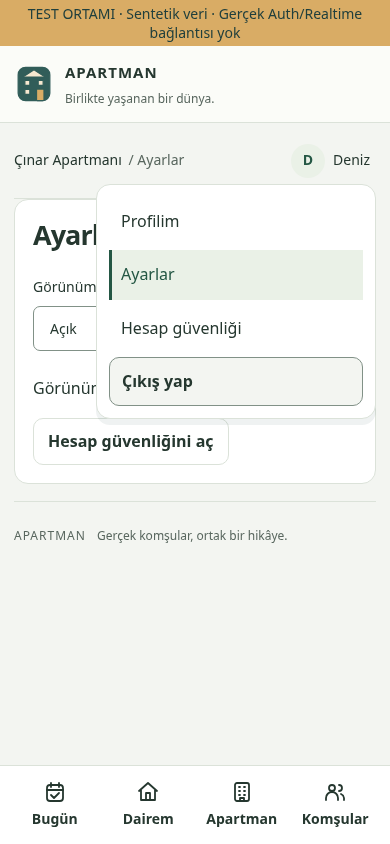 TEST ORTAMI · Sentetik veri · Gerçek Auth/Realtime
bağlantısı yok
APARTMAN
Birlikte yaşanan bir dünya.
Çınar Apartmanı / Ayarlar
D Deniz
Profilim
Ayarlar
Hesap güvenliği
Çıkış yap
Görünüm
Açık
Hesap güvenliğini aç
APARTMAN Gerçek komşular, ortak bir hikâye.
Bugün
Dairem
Apartman
Komşular